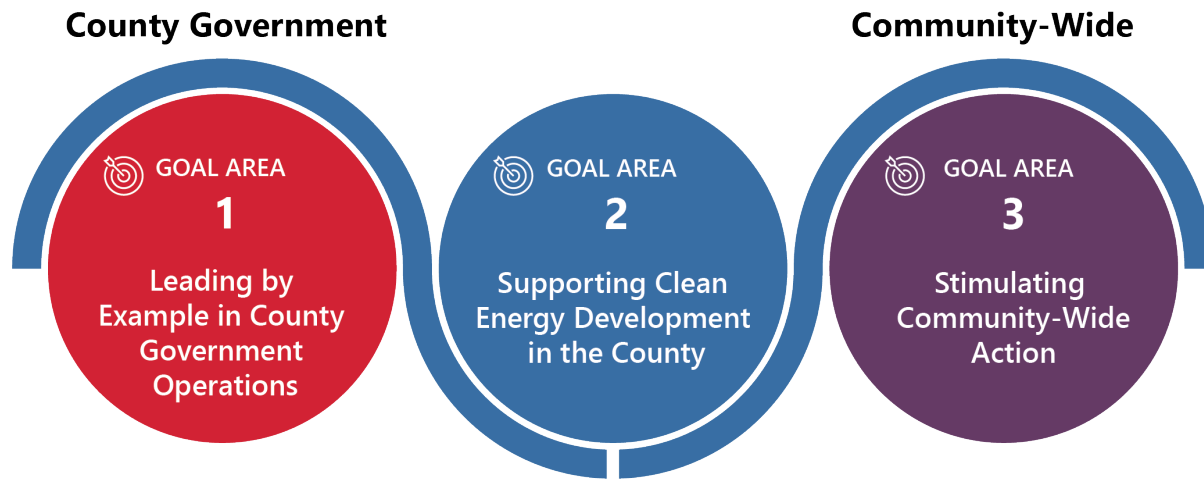 County Government
Community-Wide
GOAL AREA
1
Leading by
Example in County
Government
Operations
GOAL AREA
2
Supporting Clean
Energy Development
in the County
GOAL AREA
3
Stimulating
Community-Wide
Action